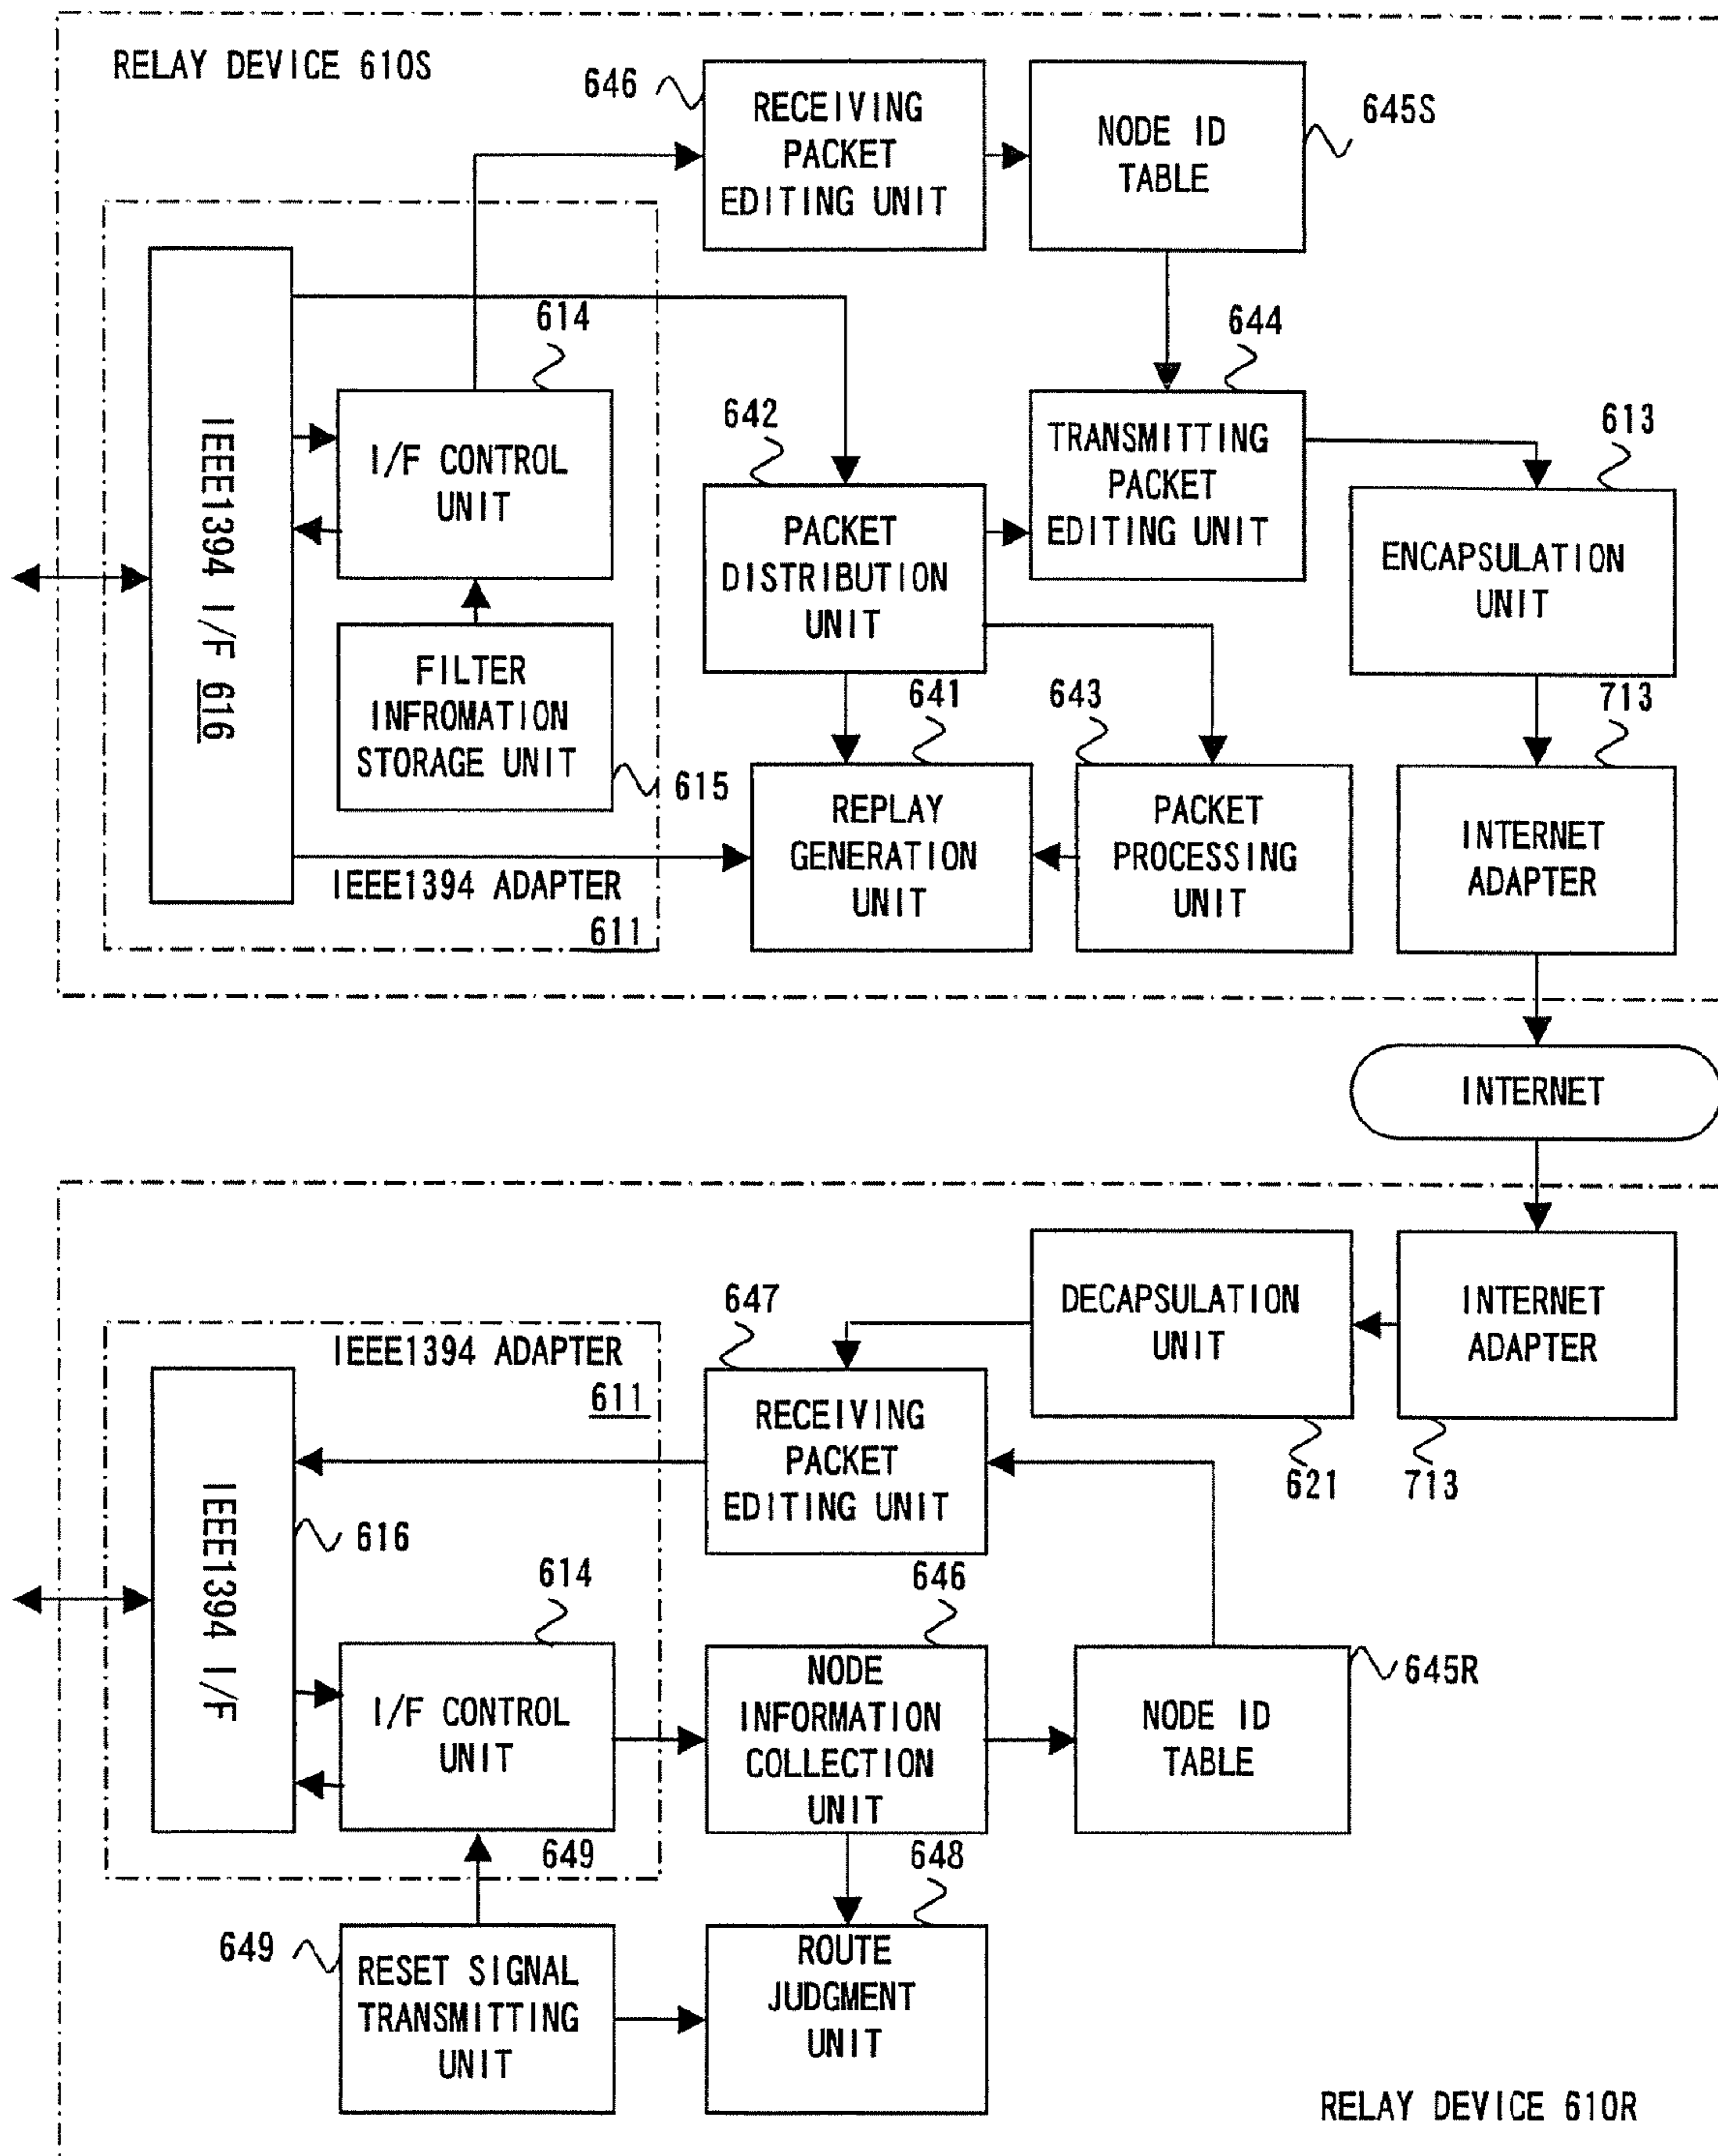 RELAY DEVICE 610S
646
RECEIVING
PACKET
EDITING UNIT
NODE ID
TABLE
645S
614
I/F CONTROL
UNIT
IEEE1394 I/F 616
FILTER
INFROMATION
STORAGE UNIT
615
IEEE1394 ADAPTER
611
642
PACKET
DISTRIBUTION
UNIT
644
TRANSMITTING
PACKET
EDITING UNIT
613
ENCAPSULATION
UNIT
641
REPLAY
GENERATION
UNIT
643
PACKET
PROCESSING
UNIT
713
INTERNET
ADAPTER
INTERNET
647
RECEIVING
PACKET
EDITING UNIT
DECAPSULATION
UNIT
621
INTERNET
ADAPTER
713
IEEE1394 ADAPTER
611
IEEE1394 I/F
616
614
I/F CONTROL
UNIT
649
646
NODE
INFORMATION
COLLECTION
UNIT
NODE ID
TABLE
645R
649
RESET SIGNAL
TRANSMITTING
UNIT
648
ROUTE
JUDGMENT
UNIT
RELAY DEVICE 610R